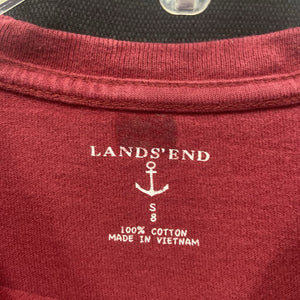 LANDS' END
S
8
100% COTTON
MADE IN VIETNAM